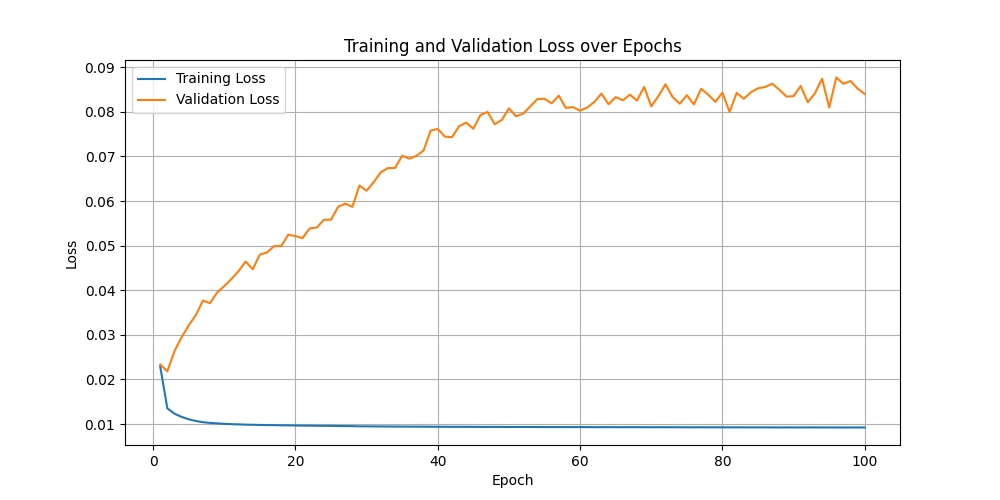 Training and Validation Loss over Epochs
Training Loss
Validation Loss
0.09
0.08
0.07
0.06
0.05
0.04
0.03
0.02
0.01
Loss
0 20 40 60 80 100
Epoch